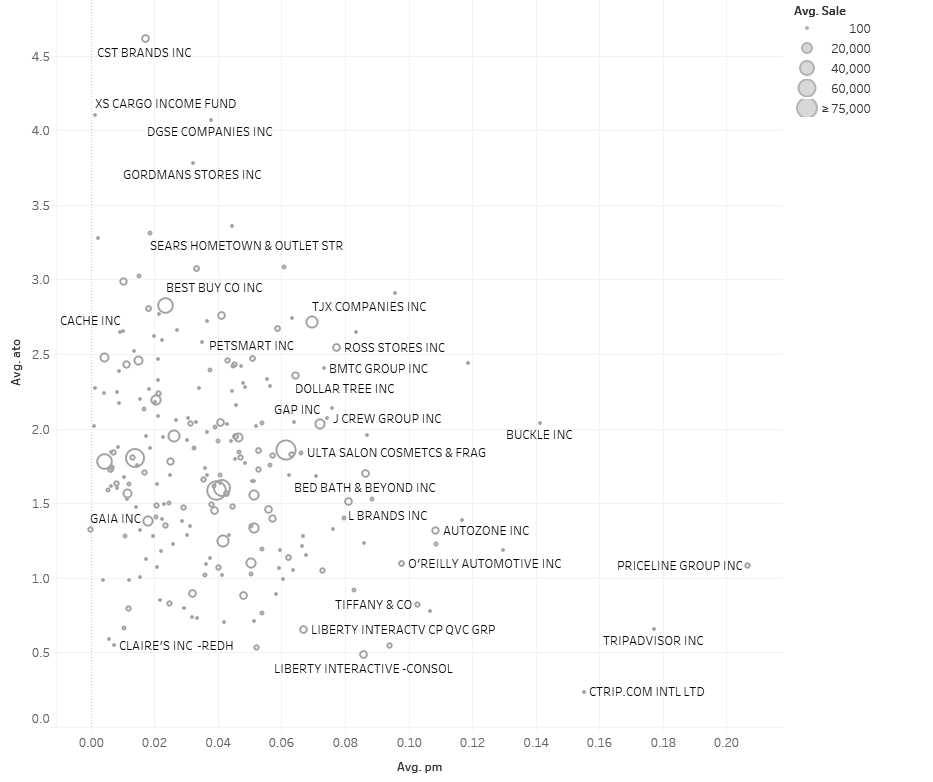 Avg. Sale
100
20,000
40,000
60,000
≥ 75,000
4.5
4.0
3.5
3.0
2.5
2.0
1.5
1.0
0.5
0.0
Avg. ato
CST BRANDS INC
XS CARGO INCOME FUND
DGSE COMPANIES INC
GORDMANS STORES INC
SEARS HOMETOWN & OUTLET STR
BEST BUY CO INC
TJX COMPANIES INC
CACHE INC
PETSMART INC
ROSS STORES INC
BMTC GROUP INC
DOLLAR TREE INC
GAP INC
J CREW GROUP INC
BUCKLE INC
ULTA SALON COSMETCS & FRAG
BED BATH & BEYOND INC
L BRANDS INC
GAIA INC
AUTOZONE INC
O'REILLY AUTOMOTIVE INC
PRICELINE GROUP INC
TIFFANY & CO
LIBERTY INTERACTV CP QVC GRP
TRIPADVISOR INC
CLAIRE'S INC -REDH
LIBERTY INTERACTIVE -CONSOL
CTRIP.COM INTL LTD
0.00
0.02
0.04
0.06
0.08
0.10
0.12
0.14
0.16
0.18
0.20
Avg. pm